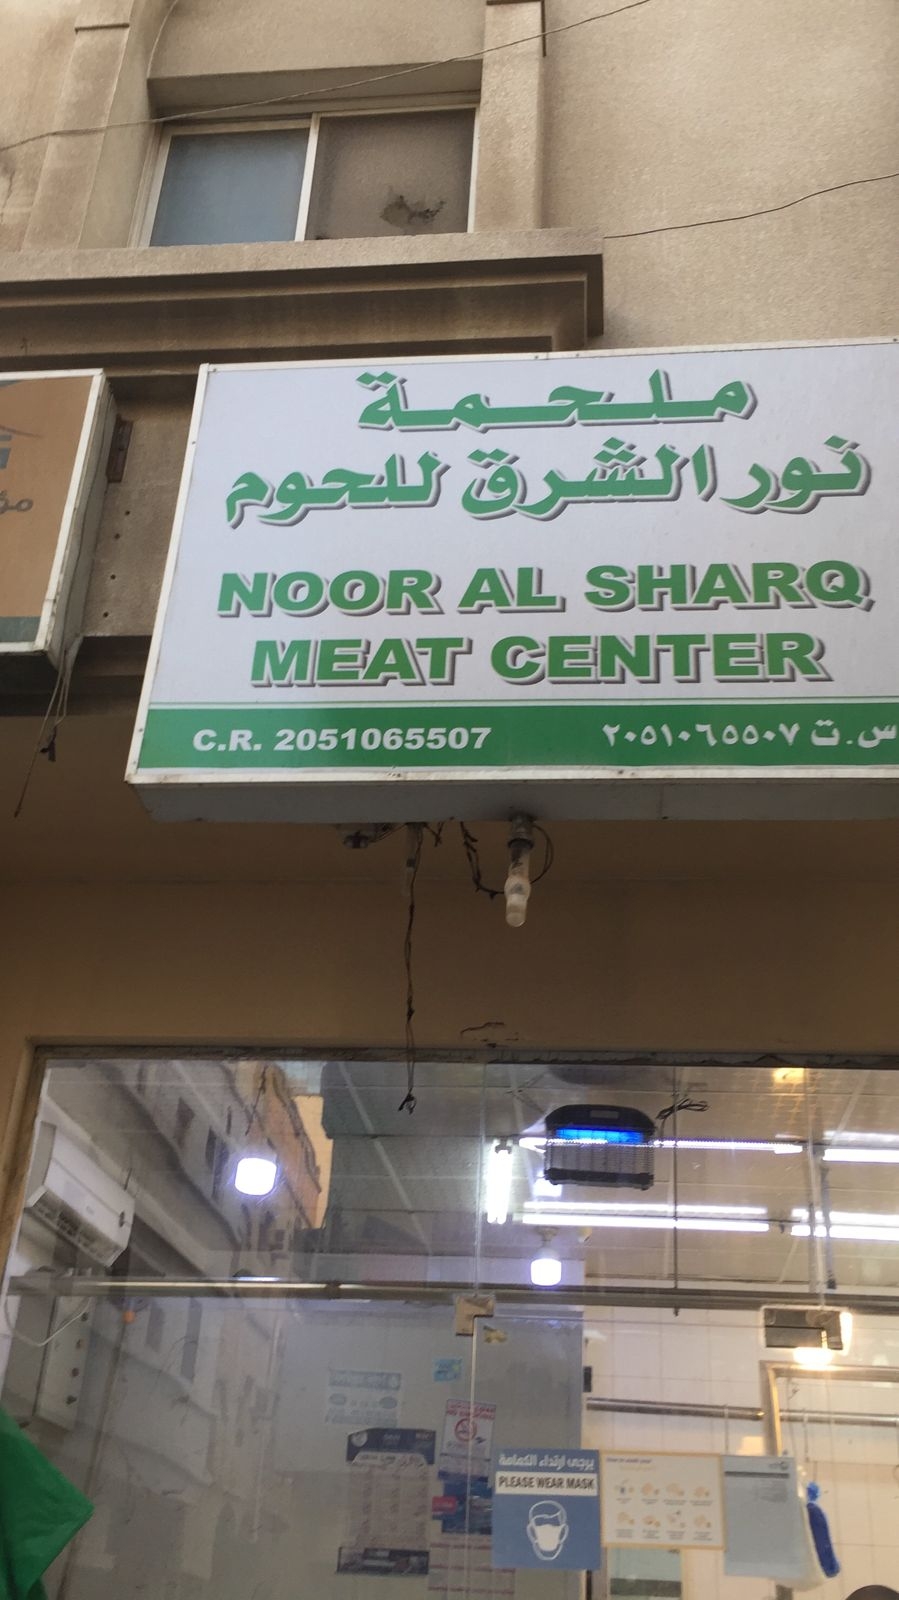 ملحمة
نور الشرق للحوم
NOOR AL SHARQ
MEAT CENTER
C.R. 2051065507
س.ت ٢٠٥١٠٦٥٥٠٧
يرجى ارتداء الكمامة
PLEASE WEAR MASK